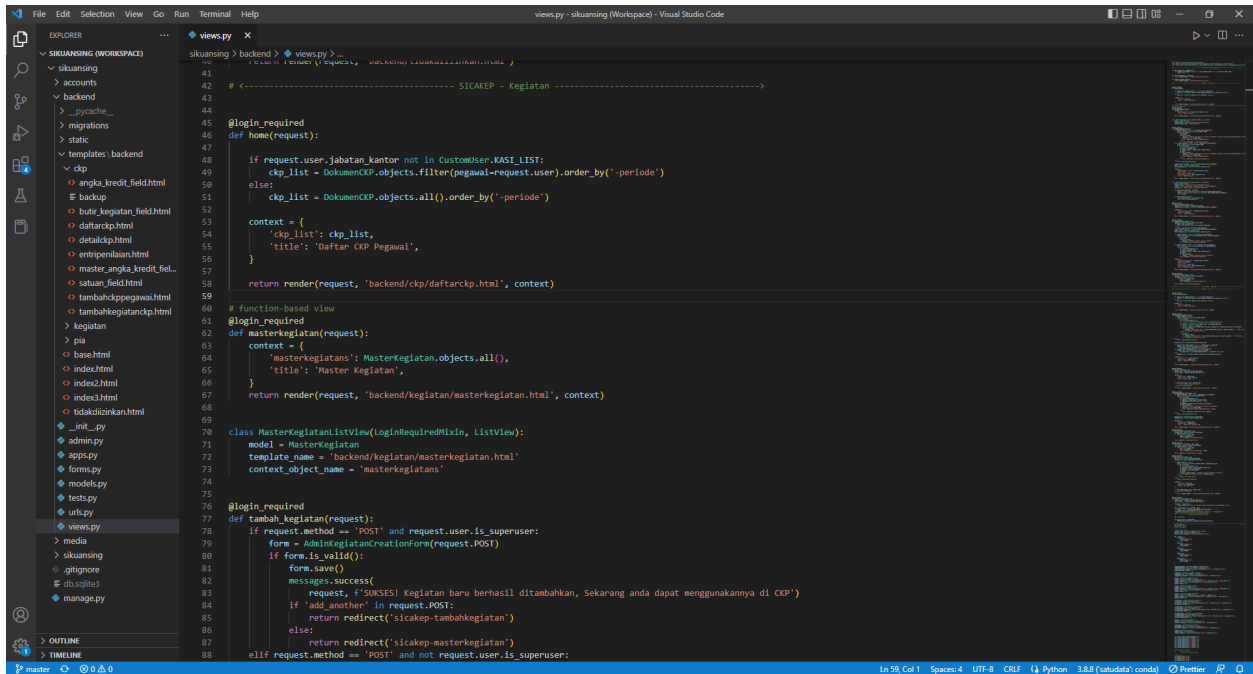 File Edit Selection View Go Run Terminal Help
views.py - sikuansing (Workspace) - Visual Studio Code
EXPLORER
SIKUANSING (WORKSPACE)
sikuansing
accounts
backend
__pycache__
migrations
static
templates \ backend
ckp
angka_kredit_field.html
backup
butir_kegiatan_field.html
daftarckp.html
detailckp.html
entripenilaian.html
master_angka_kredit_fiel...
satuan_field.html
tambahckppegawai.html
tambahkegiatanckp.html
kegiatan
pia
base.html
index.html
index2.html
index3.html
tidakdiizinkan.html
__init__.py
admin.py
apps.py
forms.py
models.py
tests.py
urls.py
views.py
media
sikuansing
.gitignore
db.sqlite3
manage.py
OUTLINE
TIMELINE
views.py
sikuansing > backend > views.py > ...
40 return render(request, 'backend/tidakdiizinkan.html')
41
42 # <------------------------------------------ SICAKEP - Kegiatan ----------------------------------------->
43
44
45 @login_required
46 def home(request):
47
48 if request.user.jabatan_kantor not in CustomUser.KASI_LIST:
49 ckp_list = DokumenCKP.objects.filter(pegawai=request.user).order_by('-periode')
50 else:
51 ckp_list = DokumenCKP.objects.all().order_by('-periode')
52
53 context = {
54 'ckp_list': ckp_list,
55 'title': 'Daftar CKP Pegawai',
56 }
57
58 return render(request, 'backend/ckp/daftarckp.html', context)
59
60 # function-based view
61 @login_required
62 def masterkegiatan(request):
63 context = {
64 'masterkegiatans': MasterKegiatan.objects.all(),
65 'title': 'Master Kegiatan',
66 }
67 return render(request, 'backend/kegiatan/masterkegiatan.html', context)
68
69
70 class MasterKegiatanListView(LoginRequiredMixin, ListView):
71 model = MasterKegiatan
72 template_name = 'backend/kegiatan/masterkegiatan.html'
73 context_object_name = 'masterkegiatans'
74
75
76 @login_required
77 def tambah_kegiatan(request):
78 if request.method == 'POST' and request.user.is_superuser:
79 form = AdminKegiatanCreationForm(request.POST)
80 if form.is_valid():
81 form.save()
82 messages.success(
83 request, f'SUKSES! Kegiatan baru berhasil ditambahkan, Sekarang anda dapat menggunakannya di CKP')
84 if 'add_another' in request.POST:
85 return redirect('sicakep-tambahkegiatan')
86 else:
87 return redirect('sicakep-masterkegiatan')
88 elif request.method == 'POST' and not request.user.is_superuser:
master 0 0 Ln 59, Col 1 Spaces: 4 UTF-8 CRLF Python 3.8.8 ('satudata': conda) Prettier